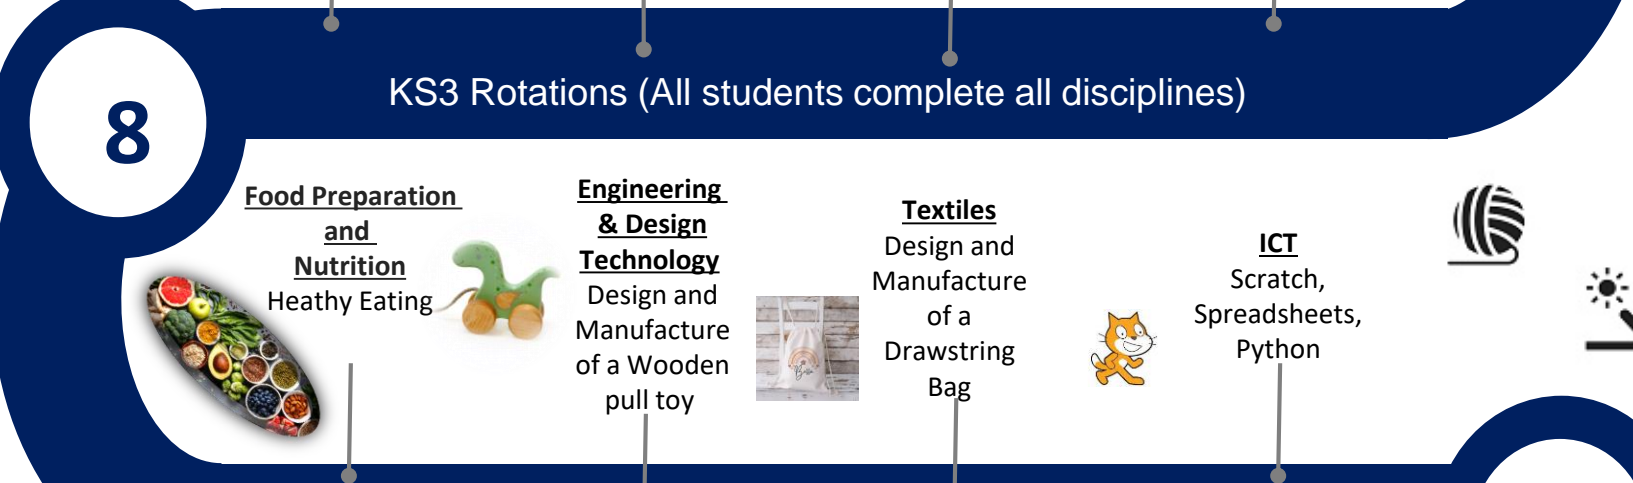 KS3 Rotations (All students complete all disciplines)
8
Food Preparation
and
Nutrition
Heathy Eating
Engineering
& Design
Technology
Design and
Manufacture
of a Wooden
pull toy
Textiles
Design and
Manufacture
of a
Drawstring
Bag
ICT
Scratch,
Spreadsheets,
Python